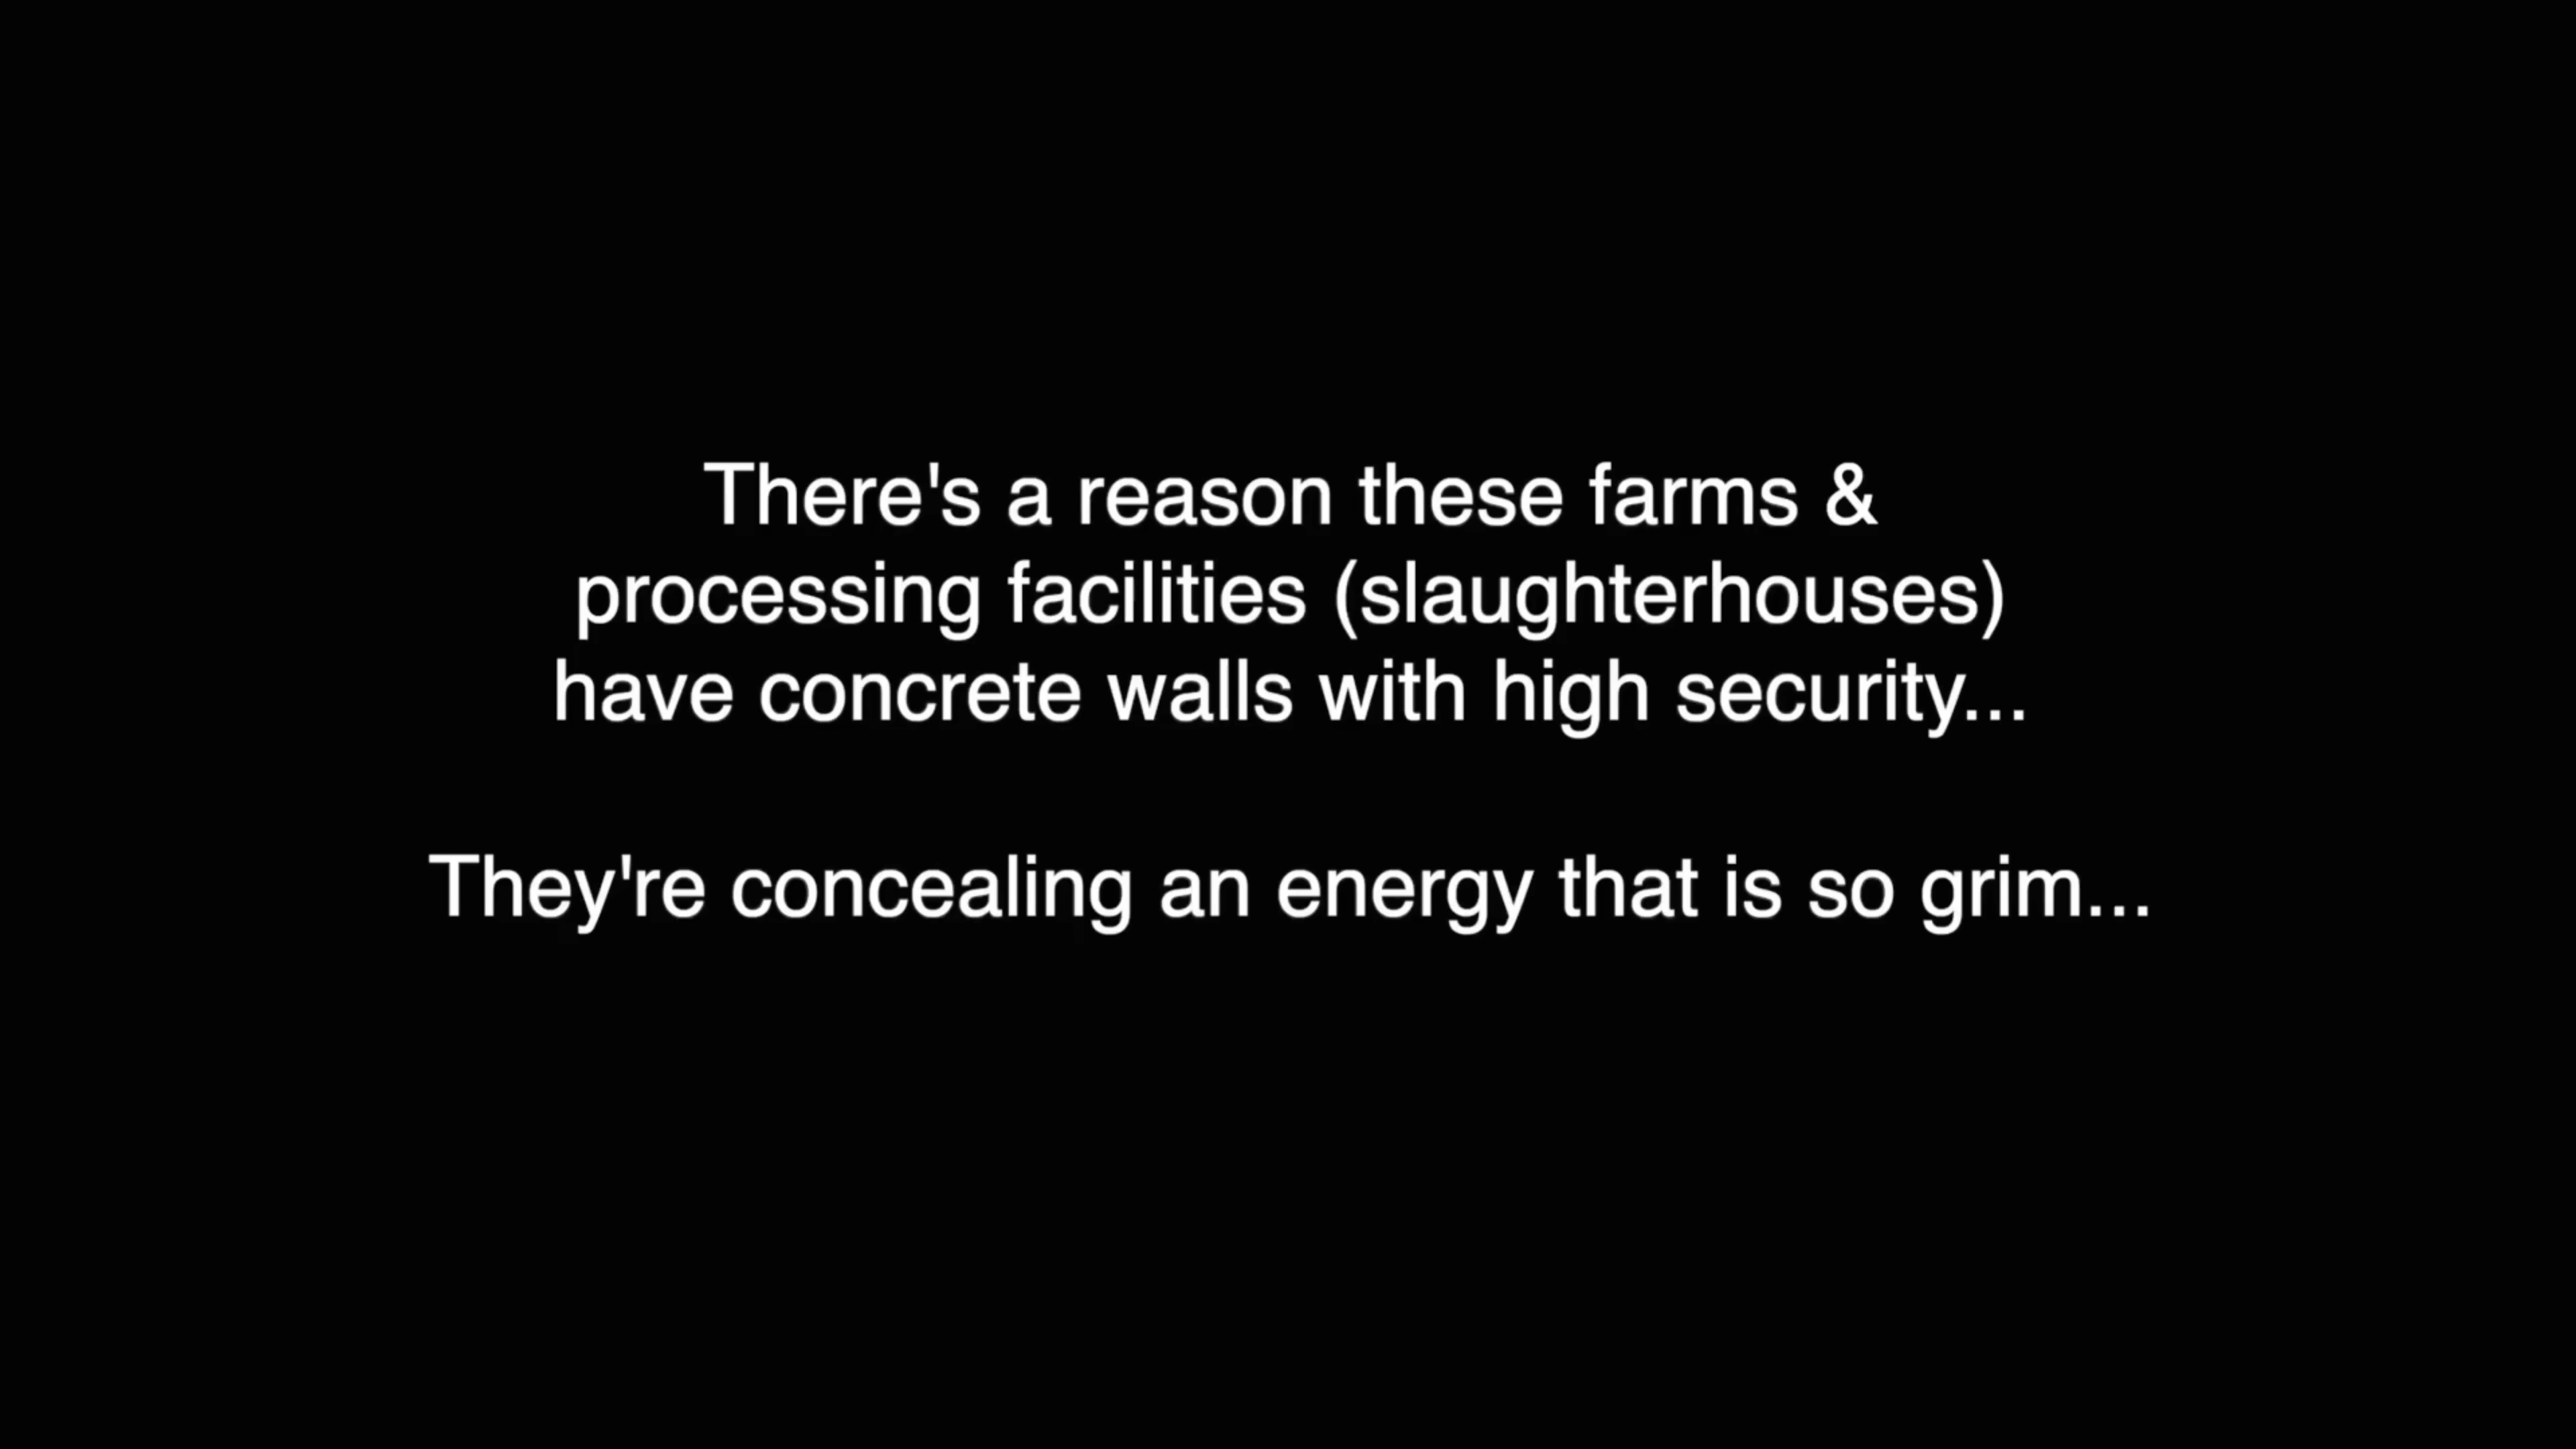 There's a reason these farms &
processing facilities (slaughterhouses)
have concrete walls with high security...
They're concealing an energy that is so grim...